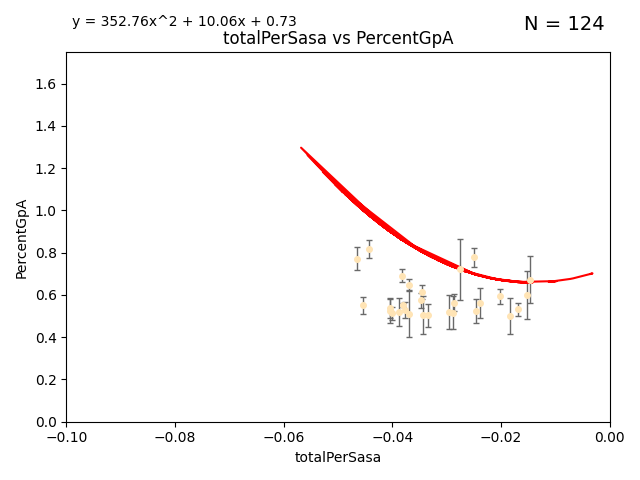 y = 352.76x^2 + 10.06x + 0.73
N = 124
totalPerSasa vs PercentGpA
PercentGpA
1.6
1.4
1.2
1.0
0.8
0.6
0.4
0.2
0.0
−0.10 −0.08 −0.06 −0.04 −0.02 0.00
totalPerSasa